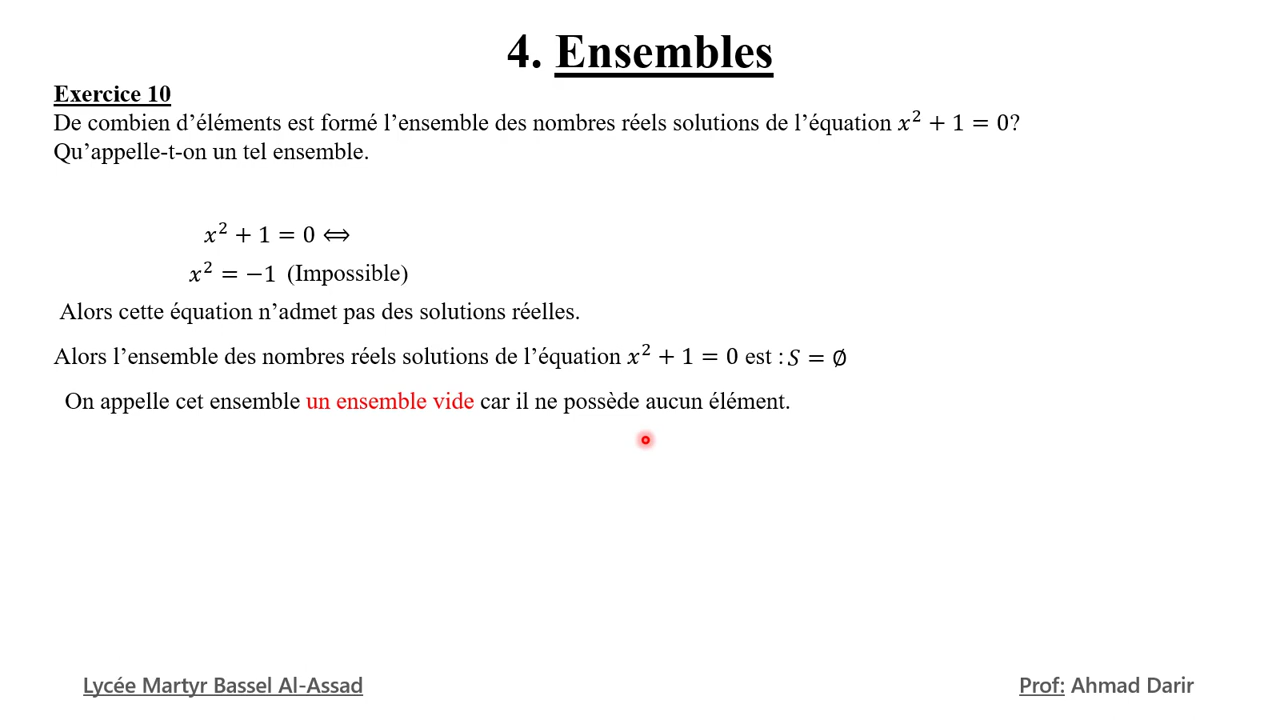 4. Ensembles
Exercice 10
De combien d’éléments est formé l’ensemble des nombres réels solutions de l’équation x² + 1 = 0?
Qu’appelle-t-on un tel ensemble.
x² + 1 = 0 ⟺
x² = −1 (Impossible)
Alors cette équation n’admet pas des solutions réelles.
Alors l’ensemble des nombres réels solutions de l’équation x² + 1 = 0 est : S = ∅
On appelle cet ensemble un ensemble vide car il ne possède aucun élément.
Lycée Martyr Bassel Al-Assad
Prof: Ahmad Darir